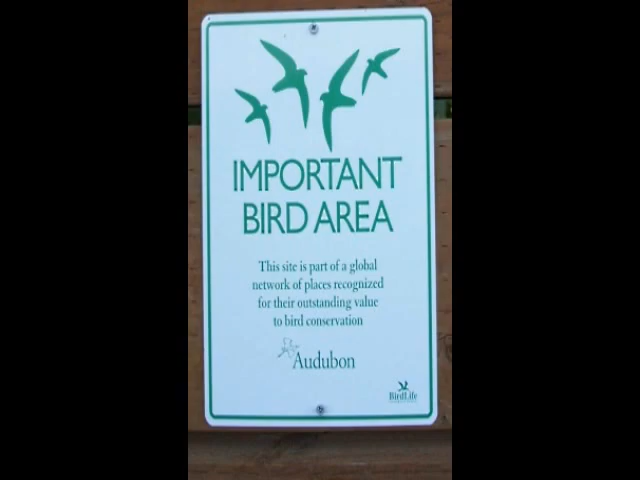 IMPORTANT
BIRD AREA
This site is part of a global
network of places recognized
for their outstanding value
to bird conservation
Audubon
BirdLife